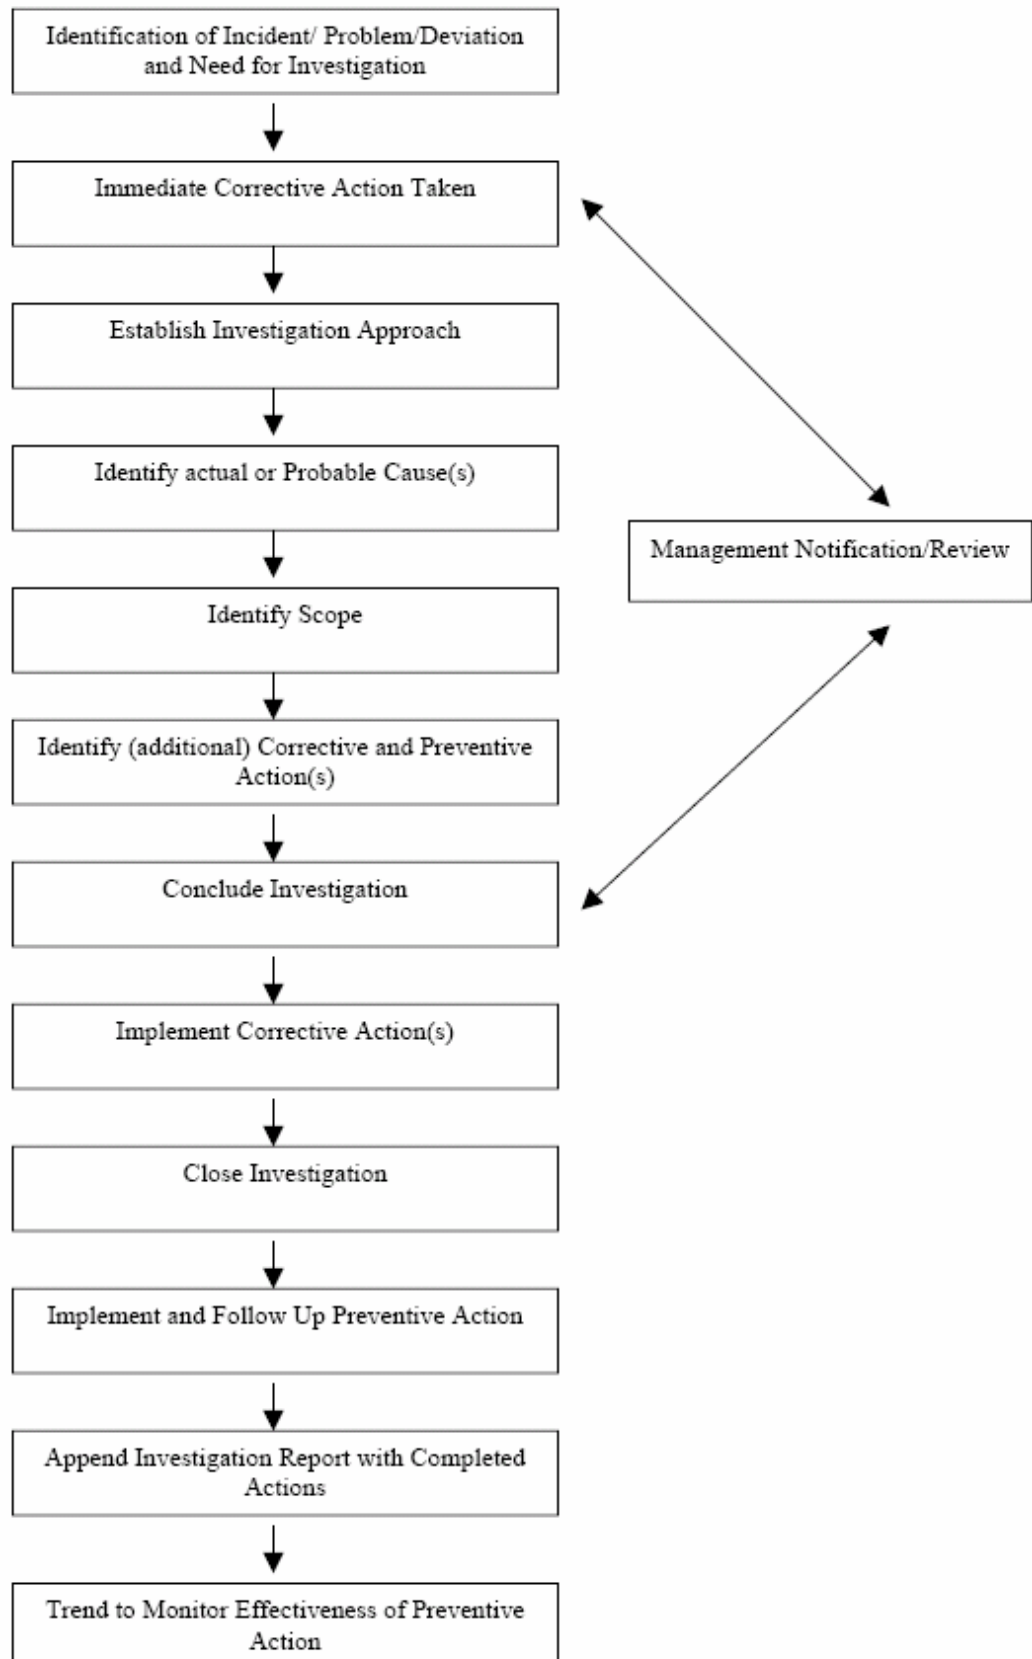 Identification of Incident/ Problem/Deviation
and Need for Investigation
Immediate Corrective Action Taken
Establish Investigation Approach
Identify actual or Probable Cause(s)
Management Notification/Review
Identify Scope
Identify (additional) Corrective and Preventive
Action(s)
Conclude Investigation
Implement Corrective Action(s)
Close Investigation
Implement and Follow Up Preventive Action
Append Investigation Report with Completed
Actions
Trend to Monitor Effectiveness of Preventive
Action